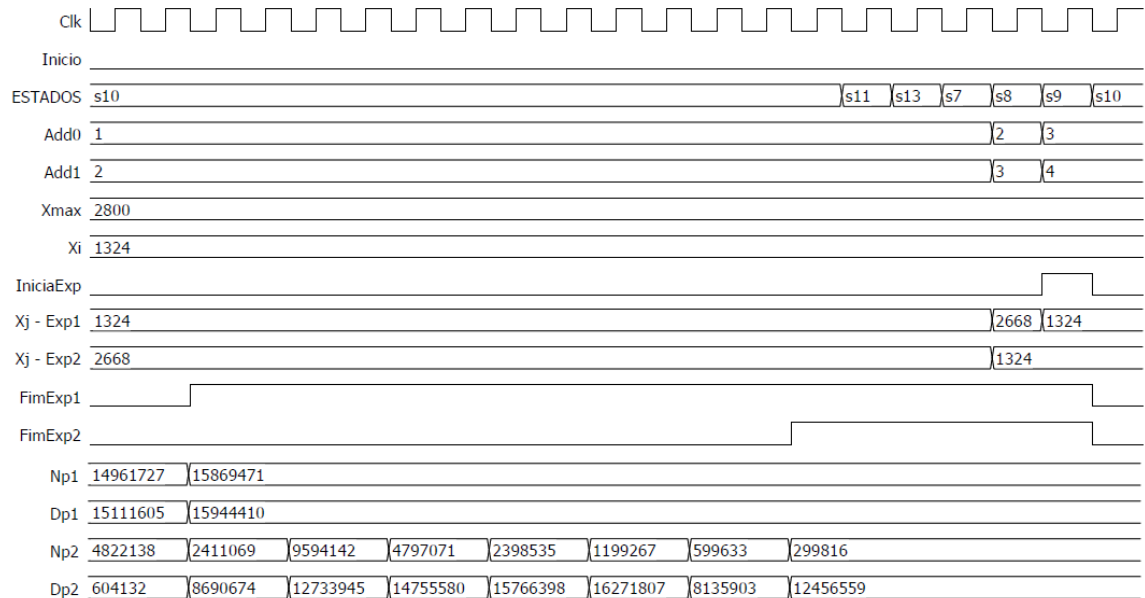 Clk
Inicio
ESTADOS s10 s11 s13 s7 s8 s9 s10
Add0 1 2 3
Add1 2 3 4
Xmax 2800
Xi 1324
IniciaExp
Xj - Exp1 1324 2668 1324
Xj - Exp2 2668 1324
FimExp1
FimExp2
Np1 14961727 15869471
Dp1 15111605 15944410
Np2 4822138 2411069 9594142 4797071 2398535 1199267 599633 299816
Dp2 604132 8690674 12733945 14755580 15766398 16271807 8135903 12456559